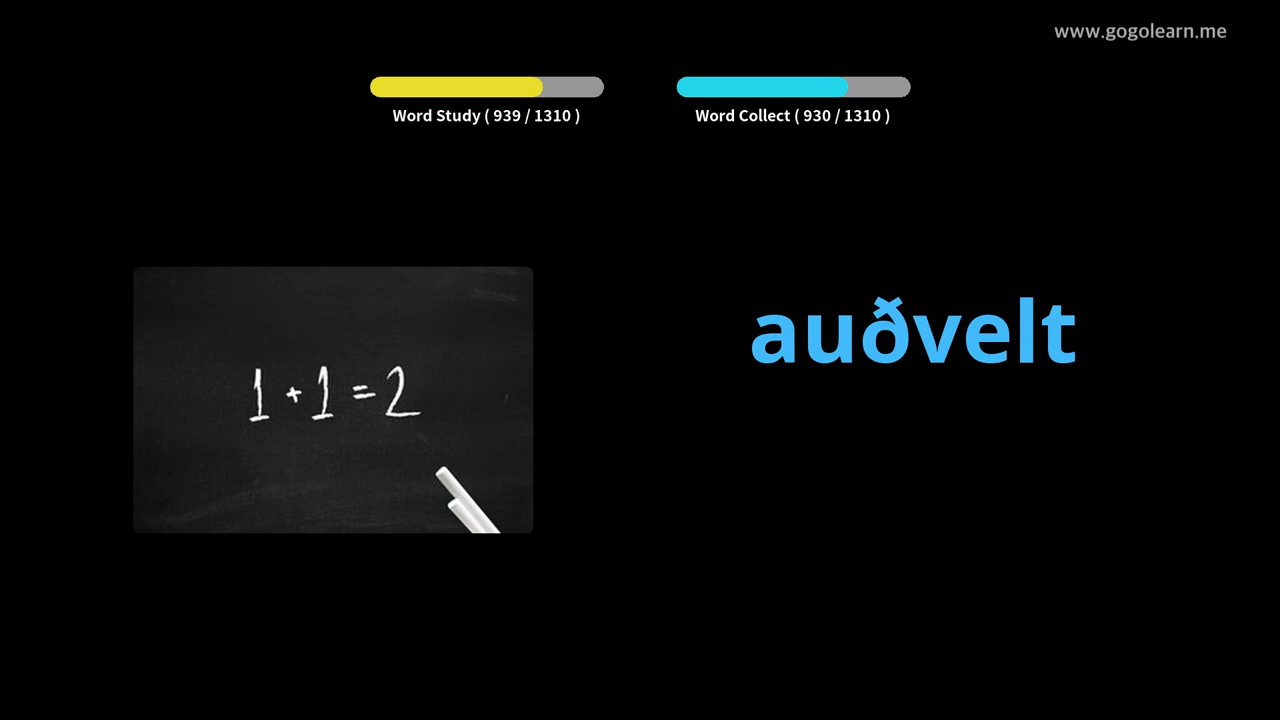 www.gogolearn.me
Word Study ( 939 / 1310 )
Word Collect ( 930 / 1310 )
1 + 1 = 2
auðvelt